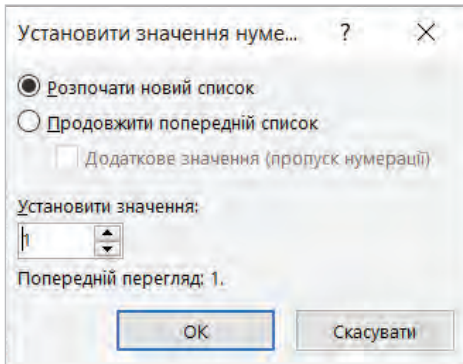 Установити значення нуме... ?
Розпочати новий список
Продовжити попередній список
Додаткове значення (пропуск нумерації)
Установити значення:
1
Попередній перегляд: 1.
ОК Скасувати